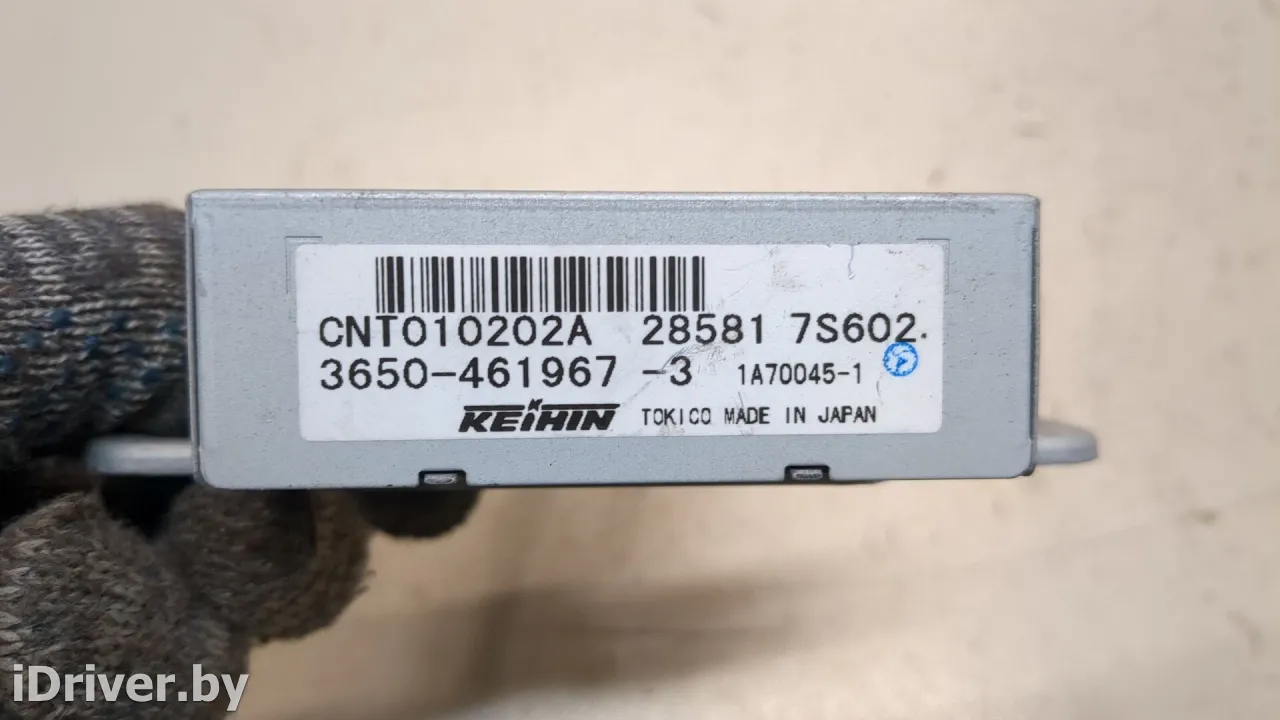 CNT010202A 28581 7S602.
3650-461967-3 1A70045-1
KEIHIN TOKICO MADE IN JAPAN
iDriver.by